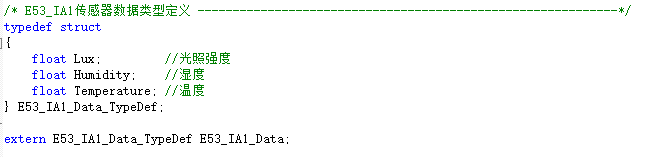 /* E53_IA1传感器数据类型定义 ------------------------------------------------------------*/
typedef struct
{
    float Lux;         //光照强度
    float Humidity;    //湿度
    float Temperature; //温度
} E53_IA1_Data_TypeDef;
extern E53_IA1_Data_TypeDef E53_IA1_Data;